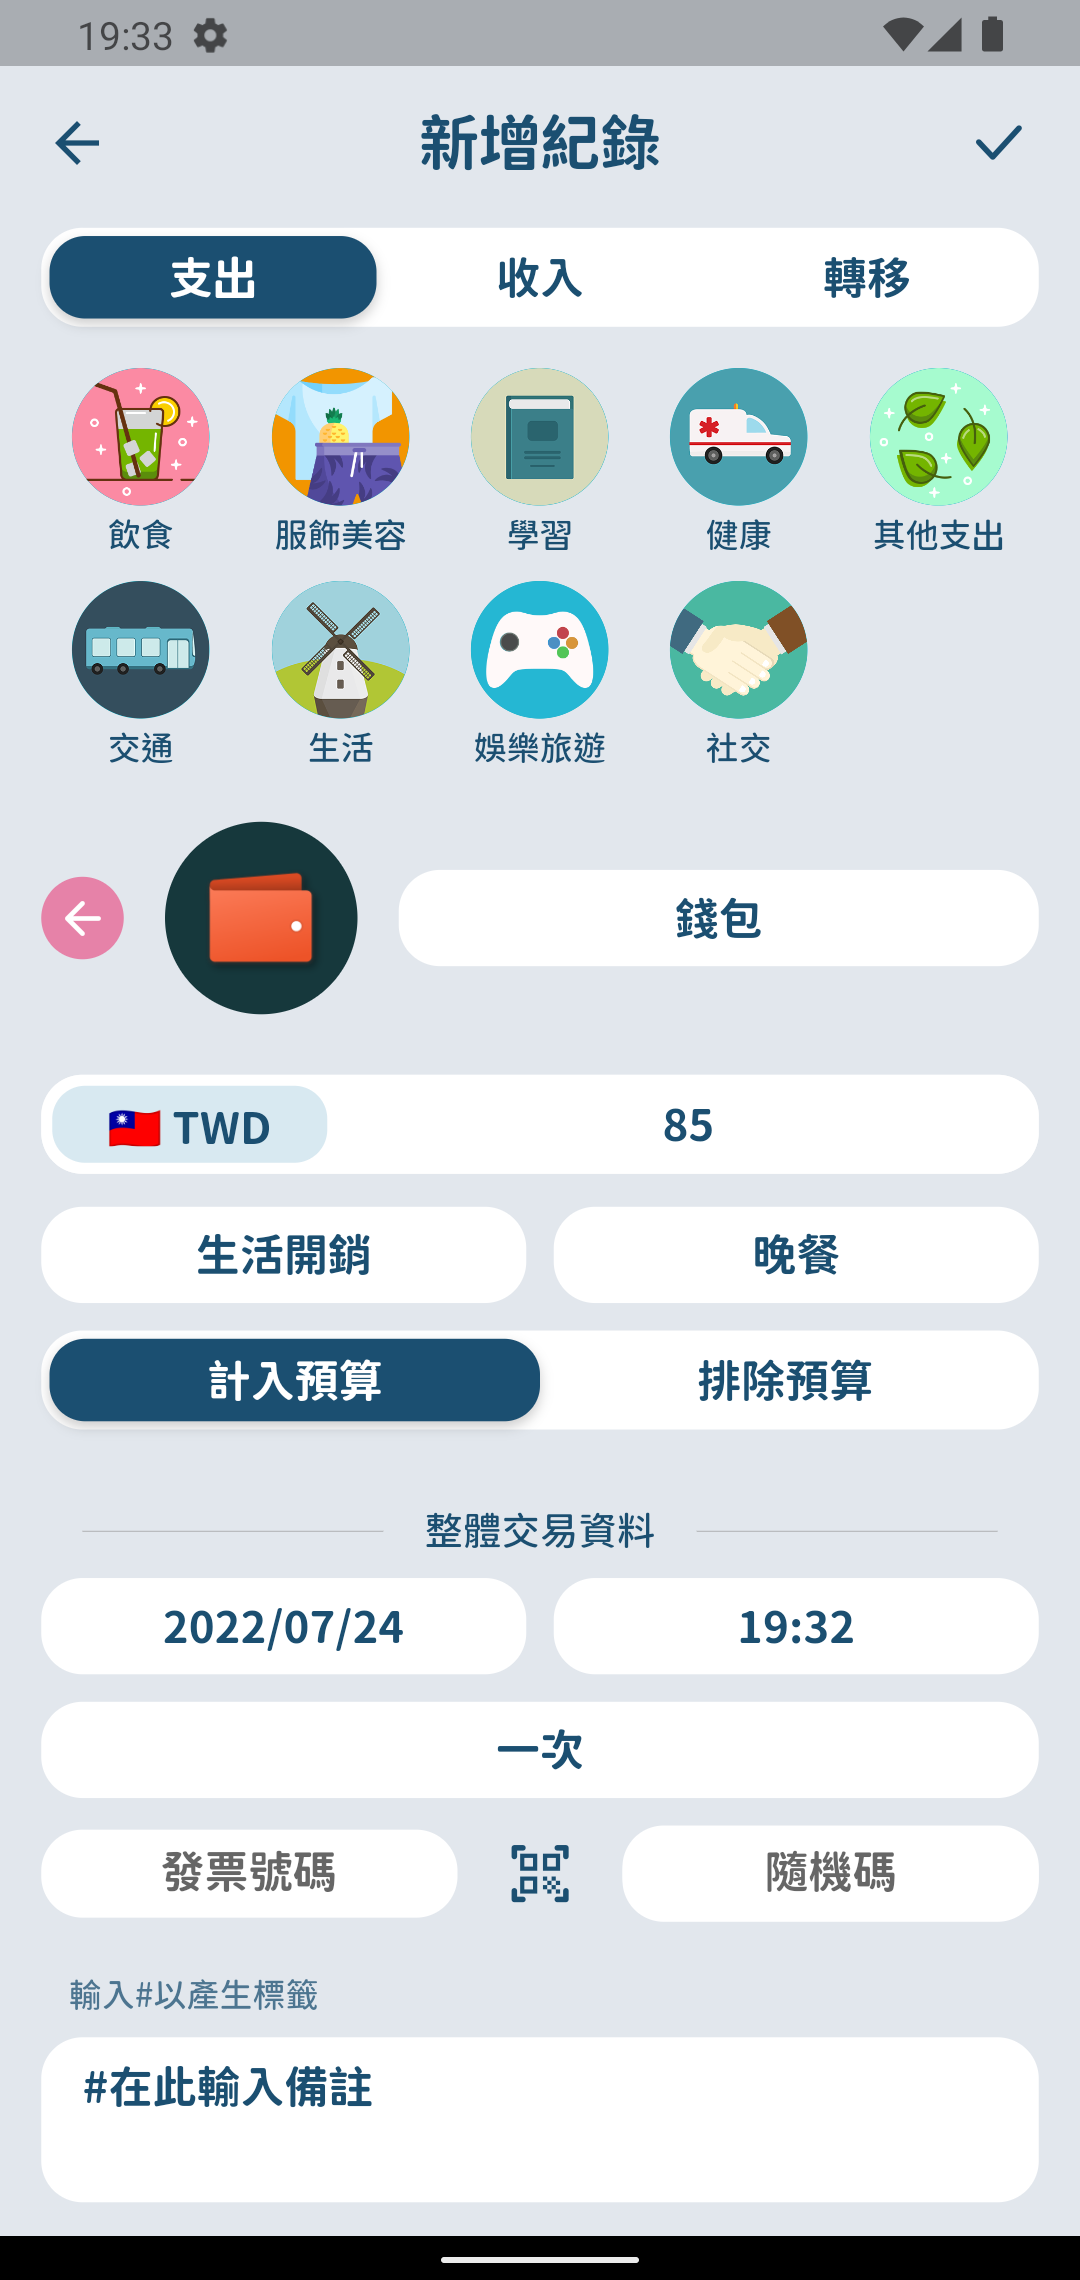 19:33
新增紀錄
支出 收入 轉移
飲食 服飾美容 學習 健康 其他支出
交通 生活 娛樂旅遊 社交
錢包
🇹🇼 TWD 85
生活開銷 晚餐
計入預算 排除預算
整體交易資料
2022/07/24 19:32
一次
發票號碼 隨機碼
輸入#以產生標籤
#在此輸入備註